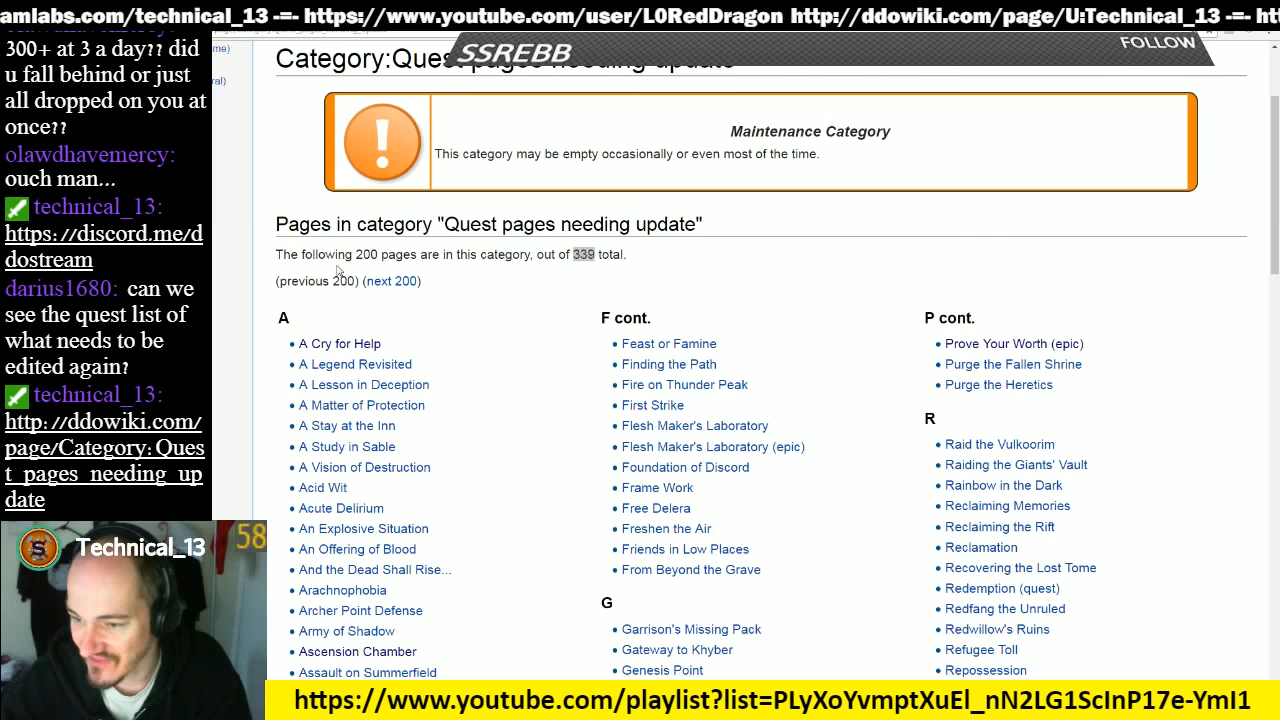 amlabs.com/technical_13 -=- https://www.youtube.com/user/L0RedDragon http://ddowiki.com/page/U:Technical_13 -=- ht
300+ at 3 a day?? did
u fall behind or just
all dropped on you at
once??
olawdhavemercy:
ouch man...
technical_13:
https://discord.me/d
dostream
darius1680: can we
see the quest list of
what needs to be
edited again?
technical_13:
http://ddowiki.com/
page/Category:Ques
t_pages_needing_up
date
Technical_13
58
SSREBB
FOLLOW
Category:Quest pages needing update
Maintenance Category
This category may be empty occasionally or even most of the time.
Pages in category "Quest pages needing update"
The following 200 pages are in this category, out of 339 total.
(previous 200) (next 200)
A
A Cry for Help
A Legend Revisited
A Lesson in Deception
A Matter of Protection
A Stay at the Inn
A Study in Sable
A Vision of Destruction
Acid Wit
Acute Delirium
An Explosive Situation
An Offering of Blood
And the Dead Shall Rise...
Arachnophobia
Archer Point Defense
Army of Shadow
Ascension Chamber
Assault on Summerfield
F cont.
Feast or Famine
Finding the Path
Fire on Thunder Peak
First Strike
Flesh Maker's Laboratory
Flesh Maker's Laboratory (epic)
Foundation of Discord
Frame Work
Free Delera
Freshen the Air
Friends in Low Places
From Beyond the Grave
G
Garrison's Missing Pack
Gateway to Khyber
Genesis Point
P cont.
Prove Your Worth (epic)
Purge the Fallen Shrine
Purge the Heretics
R
Raid the Vulkoorim
Raiding the Giants' Vault
Rainbow in the Dark
Reclaiming Memories
Reclaiming the Rift
Reclamation
Recovering the Lost Tome
Redemption (quest)
Redfang the Unruled
Redwillow's Ruins
Refugee Toll
Repossession
https://www.youtube.com/playlist?list=PLyXoYvmptXuEl_nN2LG1ScInP17e-YmI1